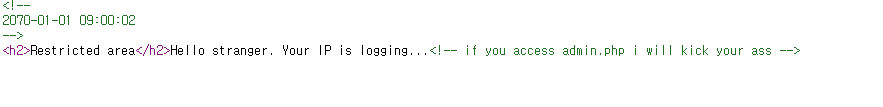 <!--
2070-01-01 09:00:02
-->
<h2>Restricted area</h2>Hello stranger. Your IP is logging...<!-- if you access admin.php i will kick your ass -->